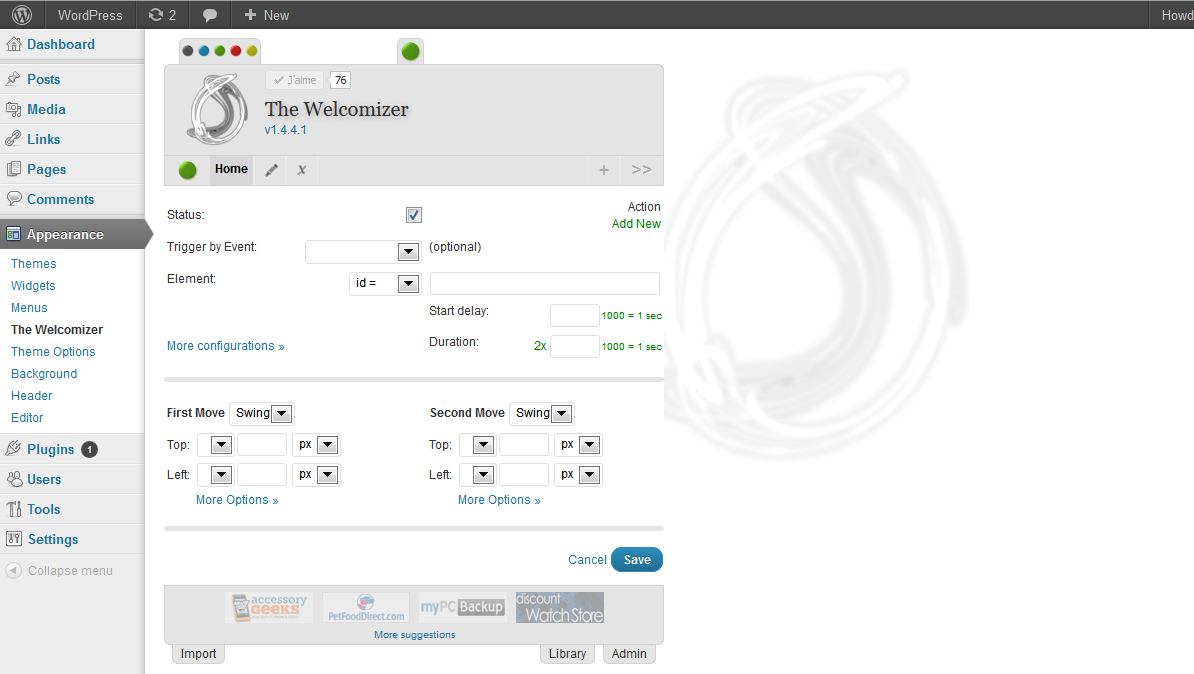 WordPress 2 New Howd
Dashboard
Posts
Media
Links
Pages
Comments
Appearance
Themes
Widgets
Menus
The Welcomizer
Theme Options
Background
Header
Editor
Plugins 1
Users
Tools
Settings
Collapse menu
J'aime 76
The Welcomizer
v1.4.4.1
Home x + >>
Status: Action
Add New
Trigger by Event: (optional)
Element: id =
Start delay: 1000 = 1 sec
More configurations » Duration: 2x 1000 = 1 sec
First Move Swing Second Move Swing
Top: px Top: px
Left: px Left: px
More Options » More Options »
Cancel Save
accessory
GEEKS
PetFoodDirect.com
myPCBackup
discount
WatchStore
More suggestions
Import Library Admin